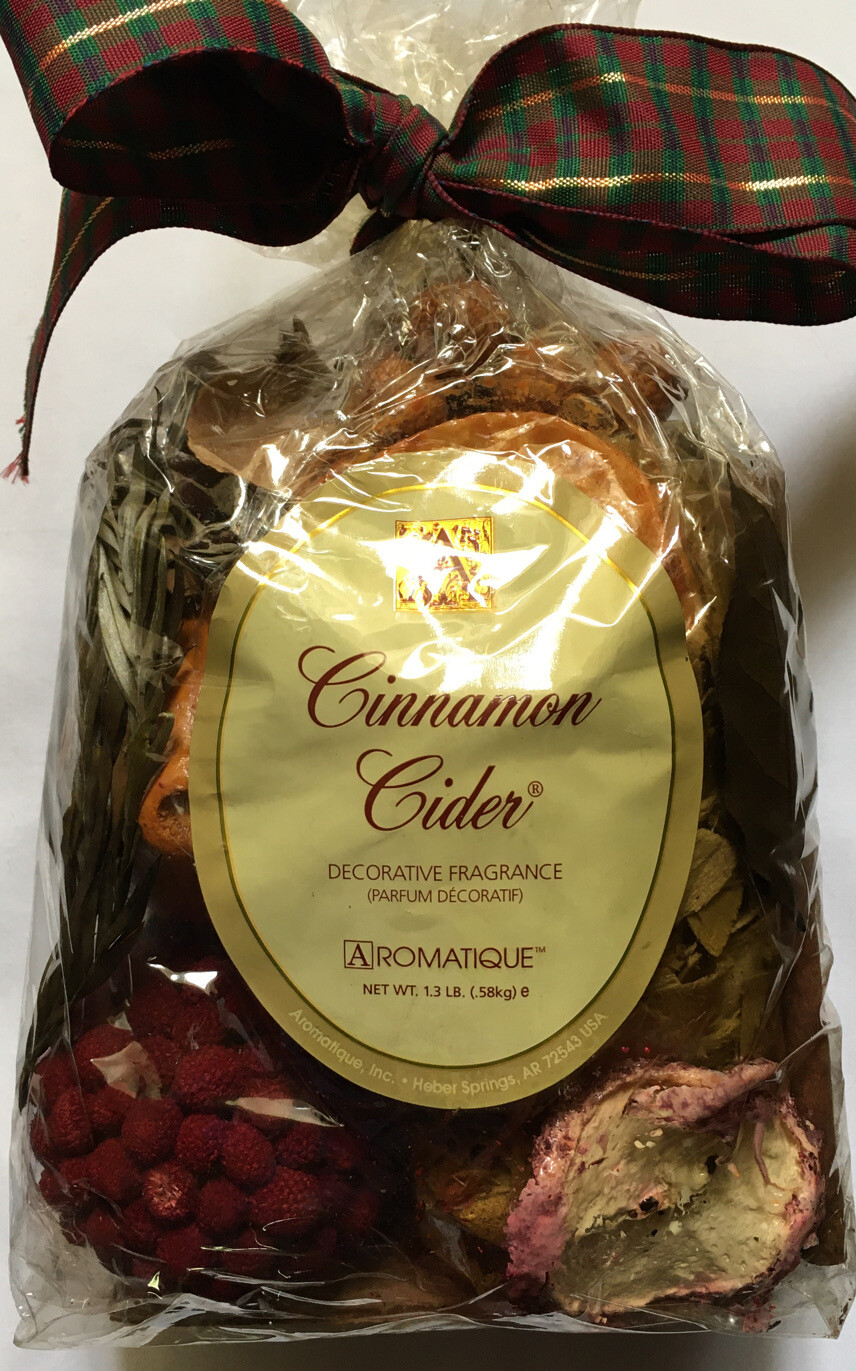 Cinnamon
Cider®
DECORATIVE FRAGRANCE
(PARFUM DÉCORATIF)
AROMATIQUE™
NET WT. 1.3 LB. (.58kg) e
Aromatique, Inc. • Heber Springs, AR 72543 USA